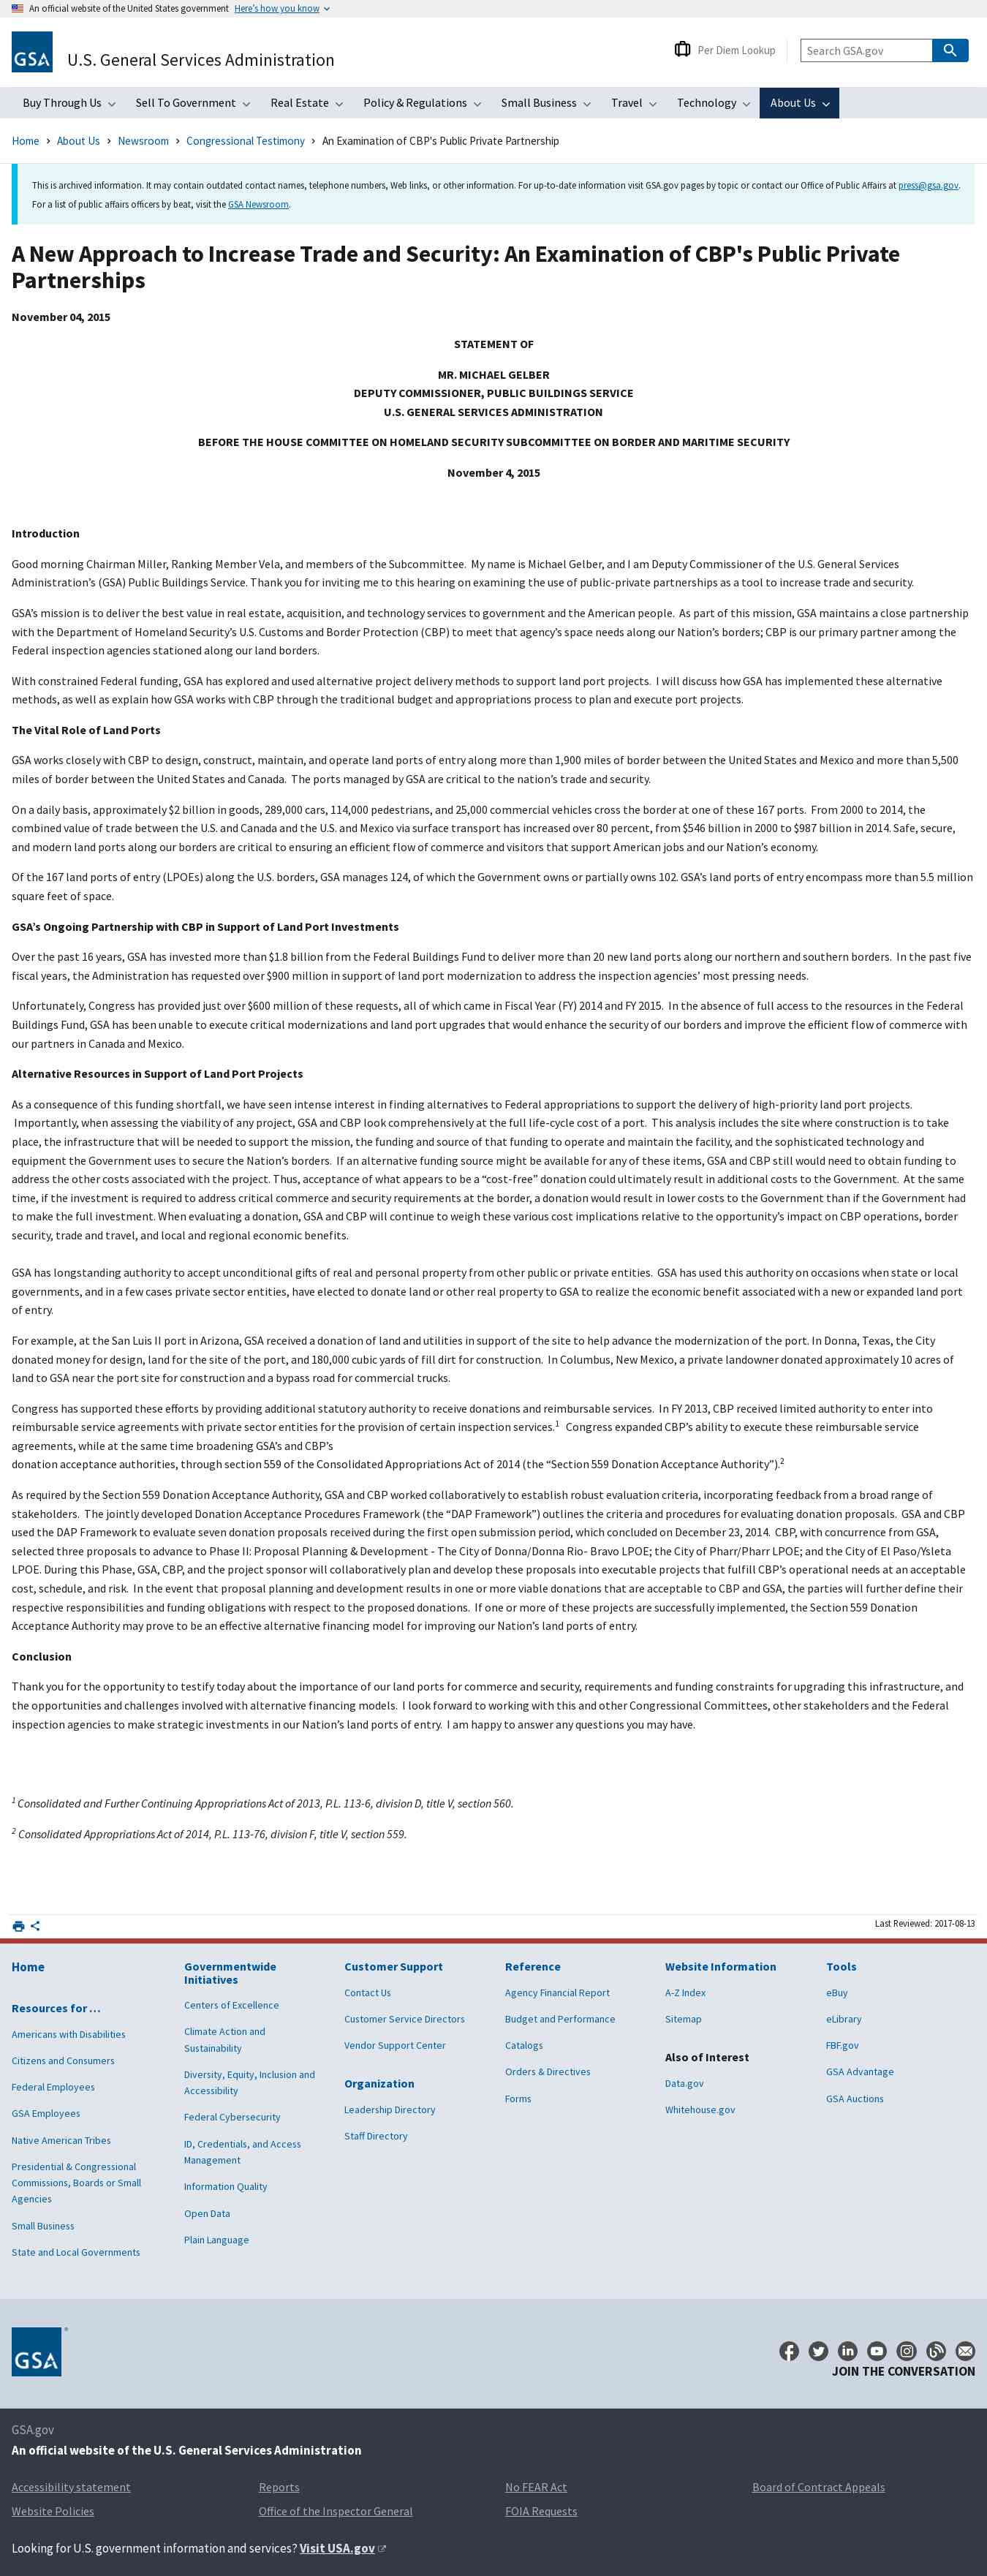 An official website of the United States government Here's how you know
GSA
U.S. General Services Administration
Per Diem Lookup
Search GSA.gov
Buy Through Us Sell To Government Real Estate Policy & Regulations Small Business Travel Technology About Us
Home > About Us > Newsroom > Congressional Testimony > An Examination of CBP's Public Private Partnership
This is archived information. It may contain outdated contact names, telephone numbers, Web links, or other information. For up-to-date information visit GSA.gov pages by topic or contact our Office of Public Affairs at press@gsa.gov.
For a list of public affairs officers by beat, visit the GSA Newsroom.
A New Approach to Increase Trade and Security: An Examination of CBP's Public Private
Partnerships
November 04, 2015
STATEMENT OF
MR. MICHAEL GELBER
DEPUTY COMMISSIONER, PUBLIC BUILDINGS SERVICE
U.S. GENERAL SERVICES ADMINISTRATION
BEFORE THE HOUSE COMMITTEE ON HOMELAND SECURITY SUBCOMMITTEE ON BORDER AND MARITIME SECURITY
November 4, 2015
Introduction
Good morning Chairman Miller, Ranking Member Vela, and members of the Subcommittee.  My name is Michael Gelber, and I am Deputy Commissioner of the U.S. General Services
Administration’s (GSA) Public Buildings Service. Thank you for inviting me to this hearing on examining the use of public-private partnerships as a tool to increase trade and security.
GSA’s mission is to deliver the best value in real estate, acquisition, and technology services to government and the American people.  As part of this mission, GSA maintains a close partnership
with the Department of Homeland Security’s U.S. Customs and Border Protection (CBP) to meet that agency’s space needs along our Nation’s borders; CBP is our primary partner among the
Federal inspection agencies stationed along our land borders.
With constrained Federal funding, GSA has explored and used alternative project delivery methods to support land port projects.  I will discuss how GSA has implemented these alternative
methods, as well as explain how GSA works with CBP through the traditional budget and appropriations process to plan and execute port projects.
The Vital Role of Land Ports
GSA works closely with CBP to design, construct, maintain, and operate land ports of entry along more than 1,900 miles of border between the United States and Mexico and more than 5,500
miles of border between the United States and Canada.  The ports managed by GSA are critical to the nation’s trade and security.
On a daily basis, approximately $2 billion in goods, 289,000 cars, 114,000 pedestrians, and 25,000 commercial vehicles cross the border at one of these 167 ports.  From 2000 to 2014, the
combined value of trade between the U.S. and Canada and the U.S. and Mexico via surface transport has increased over 80 percent, from $546 billion in 2000 to $987 billion in 2014. Safe, secure,
and modern land ports along our borders are critical to ensuring an efficient flow of commerce and visitors that support American jobs and our Nation’s economy.
Of the 167 land ports of entry (LPOEs) along the U.S. borders, GSA manages 124, of which the Government owns or partially owns 102. GSA’s land ports of entry encompass more than 5.5 million
square feet of space.
GSA’s Ongoing Partnership with CBP in Support of Land Port Investments
Over the past 16 years, GSA has invested more than $1.8 billion from the Federal Buildings Fund to deliver more than 20 new land ports along our northern and southern borders.  In the past five
fiscal years, the Administration has requested over $900 million in support of land port modernization to address the inspection agencies’ most pressing needs.
Unfortunately, Congress has provided just over $600 million of these requests, all of which came in Fiscal Year (FY) 2014 and FY 2015.  In the absence of full access to the resources in the Federal
Buildings Fund, GSA has been unable to execute critical modernizations and land port upgrades that would enhance the security of our borders and improve the efficient flow of commerce with
our partners in Canada and Mexico.
Alternative Resources in Support of Land Port Projects
As a consequence of this funding shortfall, we have seen intense interest in finding alternatives to Federal appropriations to support the delivery of high-priority land port projects.
 Importantly, when assessing the viability of any project, GSA and CBP look comprehensively at the full life-cycle cost of a port.  This analysis includes the site where construction is to take
place, the infrastructure that will be needed to support the mission, the funding and source of that funding to operate and maintain the facility, and the sophisticated technology and
equipment the Government uses to secure the Nation’s borders.  If an alternative funding source might be available for any of these items, GSA and CBP still would need to obtain funding to
address the other costs associated with the project. Thus, acceptance of what appears to be a “cost-free” donation could ultimately result in additional costs to the Government.  At the same
time, if the investment is required to address critical commerce and security requirements at the border, a donation would result in lower costs to the Government than if the Government had
to make the full investment. When evaluating a donation, GSA and CBP will continue to weigh these various cost implications relative to the opportunity’s impact on CBP operations, border
security, trade and travel, and local and regional economic benefits.
GSA has longstanding authority to accept unconditional gifts of real and personal property from other public or private entities.  GSA has used this authority on occasions when state or local
governments, and in a few cases private sector entities, have elected to donate land or other real property to GSA to realize the economic benefit associated with a new or expanded land port
of entry.
For example, at the San Luis II port in Arizona, GSA received a donation of land and utilities in support of the site to help advance the modernization of the port. In Donna, Texas, the City
donated money for design, land for the site of the port, and 180,000 cubic yards of fill dirt for construction.  In Columbus, New Mexico, a private landowner donated approximately 10 acres of
land to GSA near the port site for construction and a bypass road for commercial trucks.
Congress has supported these efforts by providing additional statutory authority to receive donations and reimbursable services.  In FY 2013, CBP received limited authority to enter into
reimbursable service agreements with private sector entities for the provision of certain inspection services.1  Congress expanded CBP’s ability to execute these reimbursable service
agreements, while at the same time broadening GSA’s and CBP’s
donation acceptance authorities, through section 559 of the Consolidated Appropriations Act of 2014 (the “Section 559 Donation Acceptance Authority”).2
As required by the Section 559 Donation Acceptance Authority, GSA and CBP worked collaboratively to establish robust evaluation criteria, incorporating feedback from a broad range of
stakeholders.  The jointly developed Donation Acceptance Procedures Framework (the “DAP Framework”) outlines the criteria and procedures for evaluating donation proposals.  GSA and CBP
used the DAP Framework to evaluate seven donation proposals received during the first open submission period, which concluded on December 23, 2014.  CBP, with concurrence from GSA,
selected three proposals to advance to Phase II: Proposal Planning & Development - The City of Donna/Donna Rio- Bravo LPOE; the City of Pharr/Pharr LPOE; and the City of El Paso/Ysleta
LPOE. During this Phase, GSA, CBP, and the project sponsor will collaboratively plan and develop these proposals into executable projects that fulfill CBP’s operational needs at an acceptable
cost, schedule, and risk.  In the event that proposal planning and development results in one or more viable donations that are acceptable to CBP and GSA, the parties will further define their
respective responsibilities and funding obligations with respect to the proposed donations.  If one or more of these projects are successfully implemented, the Section 559 Donation
Acceptance Authority may prove to be an effective alternative financing model for improving our Nation’s land ports of entry.
Conclusion
Thank you for the opportunity to testify today about the importance of our land ports for commerce and security, requirements and funding constraints for upgrading this infrastructure, and
the opportunities and challenges involved with alternative financing models.  I look forward to working with this and other Congressional Committees, other stakeholders and the Federal
inspection agencies to make strategic investments in our Nation’s land ports of entry.  I am happy to answer any questions you may have.
1 Consolidated and Further Continuing Appropriations Act of 2013, P.L. 113-6, division D, title V, section 560.
2 Consolidated Appropriations Act of 2014, P.L. 113-76, division F, title V, section 559.
Last Reviewed: 2017-08-13
Home
Resources for …
Americans with Disabilities
Citizens and Consumers
Federal Employees
GSA Employees
Native American Tribes
Presidential & Congressional
Commissions, Boards or Small
Agencies
Small Business
State and Local Governments
Governmentwide
Initiatives
Centers of Excellence
Climate Action and
Sustainability
Diversity, Equity, Inclusion and
Accessibility
Federal Cybersecurity
ID, Credentials, and Access
Management
Information Quality
Open Data
Plain Language
Customer Support
Contact Us
Customer Service Directors
Vendor Support Center
Organization
Leadership Directory
Staff Directory
Reference
Agency Financial Report
Budget and Performance
Catalogs
Orders & Directives
Forms
Website Information
A-Z Index
Sitemap
Also of Interest
Data.gov
Whitehouse.gov
Tools
eBuy
eLibrary
FBF.gov
GSA Advantage
GSA Auctions
GSA ®
JOIN THE CONVERSATION
GSA.gov
An official website of the U.S. General Services Administration
Accessibility statement Reports No FEAR Act Board of Contract Appeals
Website Policies Office of the Inspector General FOIA Requests
Looking for U.S. government information and services? Visit USA.gov